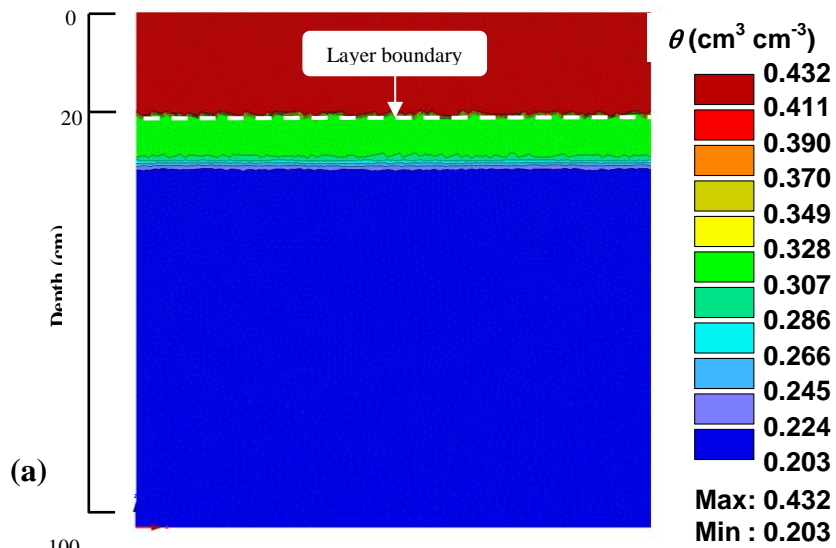 0
Layer boundary
20
Depth (cm)
(a)
100
θ (cm³ cm⁻³)
0.432
0.411
0.390
0.370
0.349
0.328
0.307
0.286
0.266
0.245
0.224
0.203
Max: 0.432
Min : 0.203